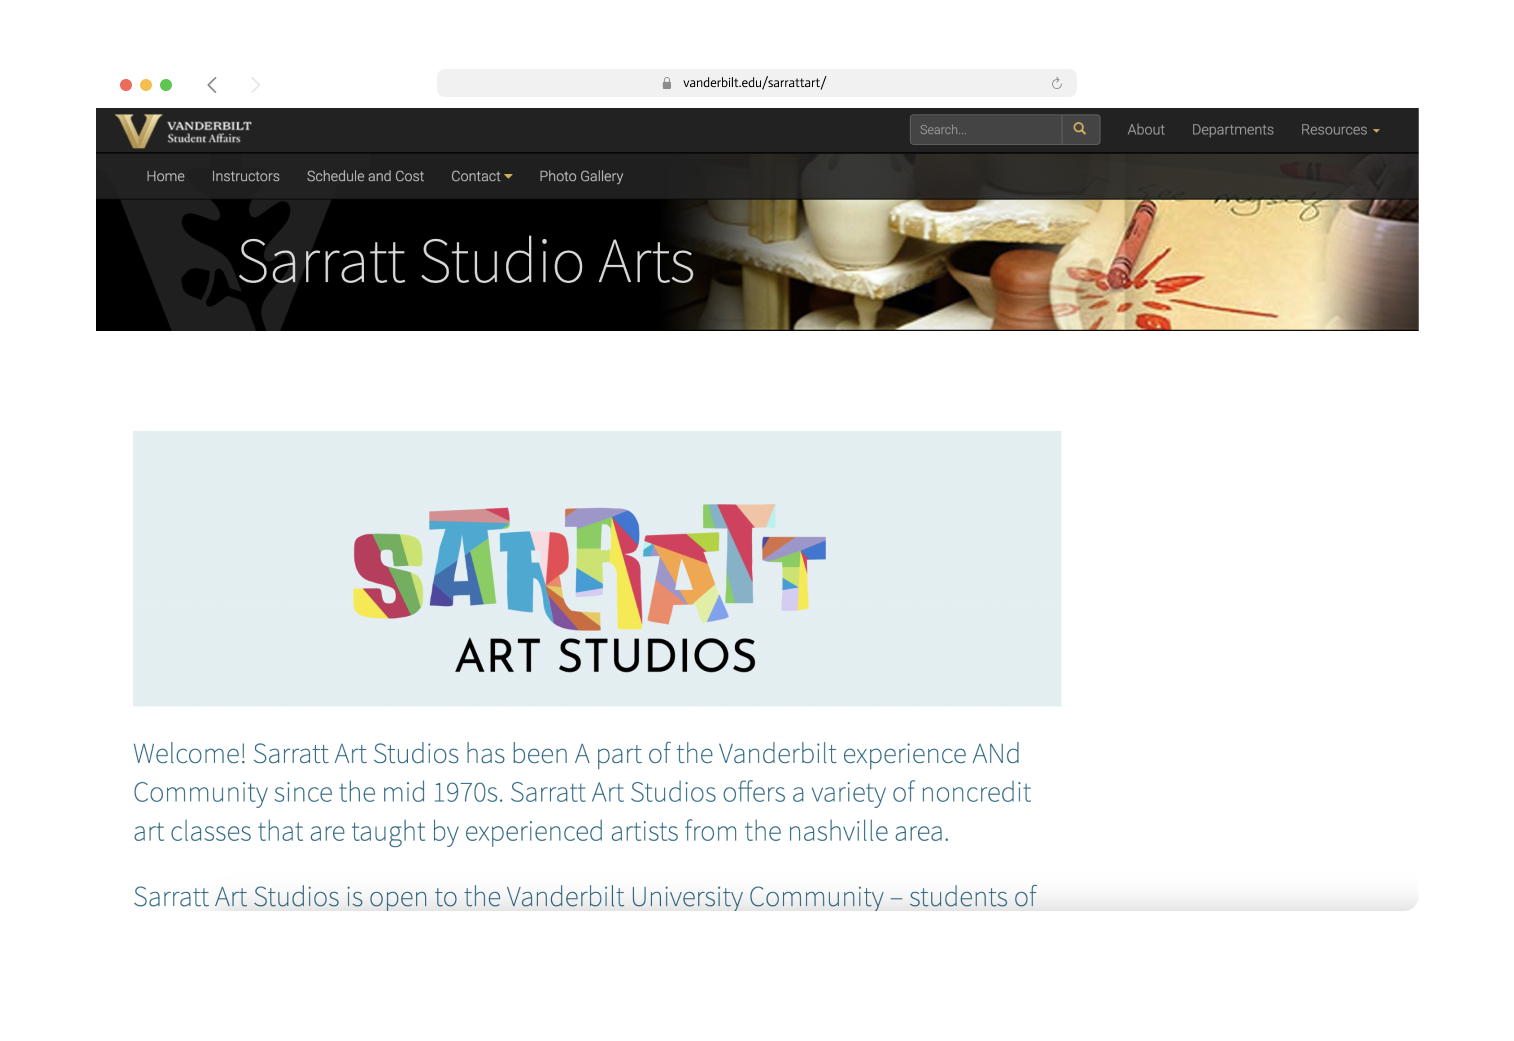 vanderbilt.edu/sarrattart/
VANDERBILT
Student Affairs
Search...
About
Departments
Resources
Home
Instructors
Schedule and Cost
Contact
Photo Gallery
see myself
Sarratt Studio Arts
SARRATT
ART STUDIOS
Welcome! Sarratt Art Studios has been A part of the Vanderbilt experience ANd
Community since the mid 1970s. Sarratt Art Studios offers a variety of noncredit
art classes that are taught by experienced artists from the nashville area.
Sarratt Art Studios is open to the Vanderbilt University Community – students of